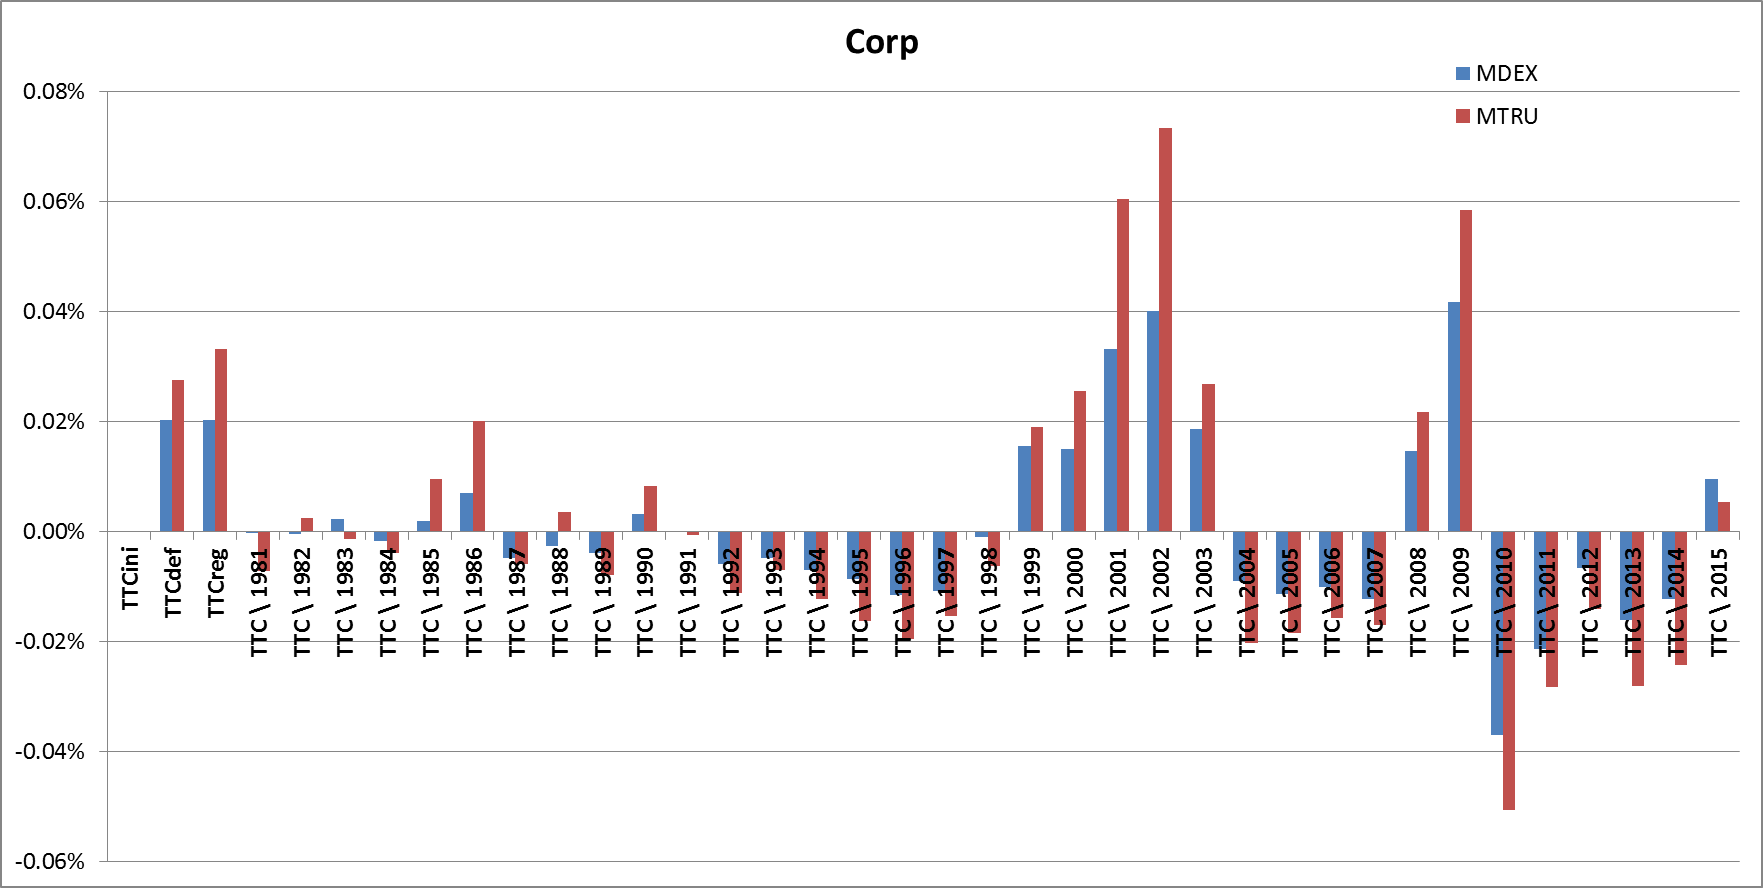 Corp
MDEX
MTRU
0.08%
0.06%
0.04%
0.02%
0.00%
-0.02%
-0.04%
-0.06%
TTCini
TTCdef
TTCreg
TTC \ 1981
TTC \ 1982
TTC \ 1983
TTC \ 1984
TTC \ 1985
TTC \ 1986
TTC \ 1987
TTC \ 1988
TTC \ 1989
TTC \ 1990
TTC \ 1991
TTC \ 1992
TTC \ 1993
TTC \ 1994
TTC \ 1995
TTC \ 1996
TTC \ 1997
TTC \ 1998
TTC \ 1999
TTC \ 2000
TTC \ 2001
TTC \ 2002
TTC \ 2003
TTC \ 2004
TTC \ 2005
TTC \ 2006
TTC \ 2007
TTC \ 2008
TTC \ 2009
TTC \ 2010
TTC \ 2011
TTC \ 2012
TTC \ 2013
TTC \ 2014
TTC \ 2015